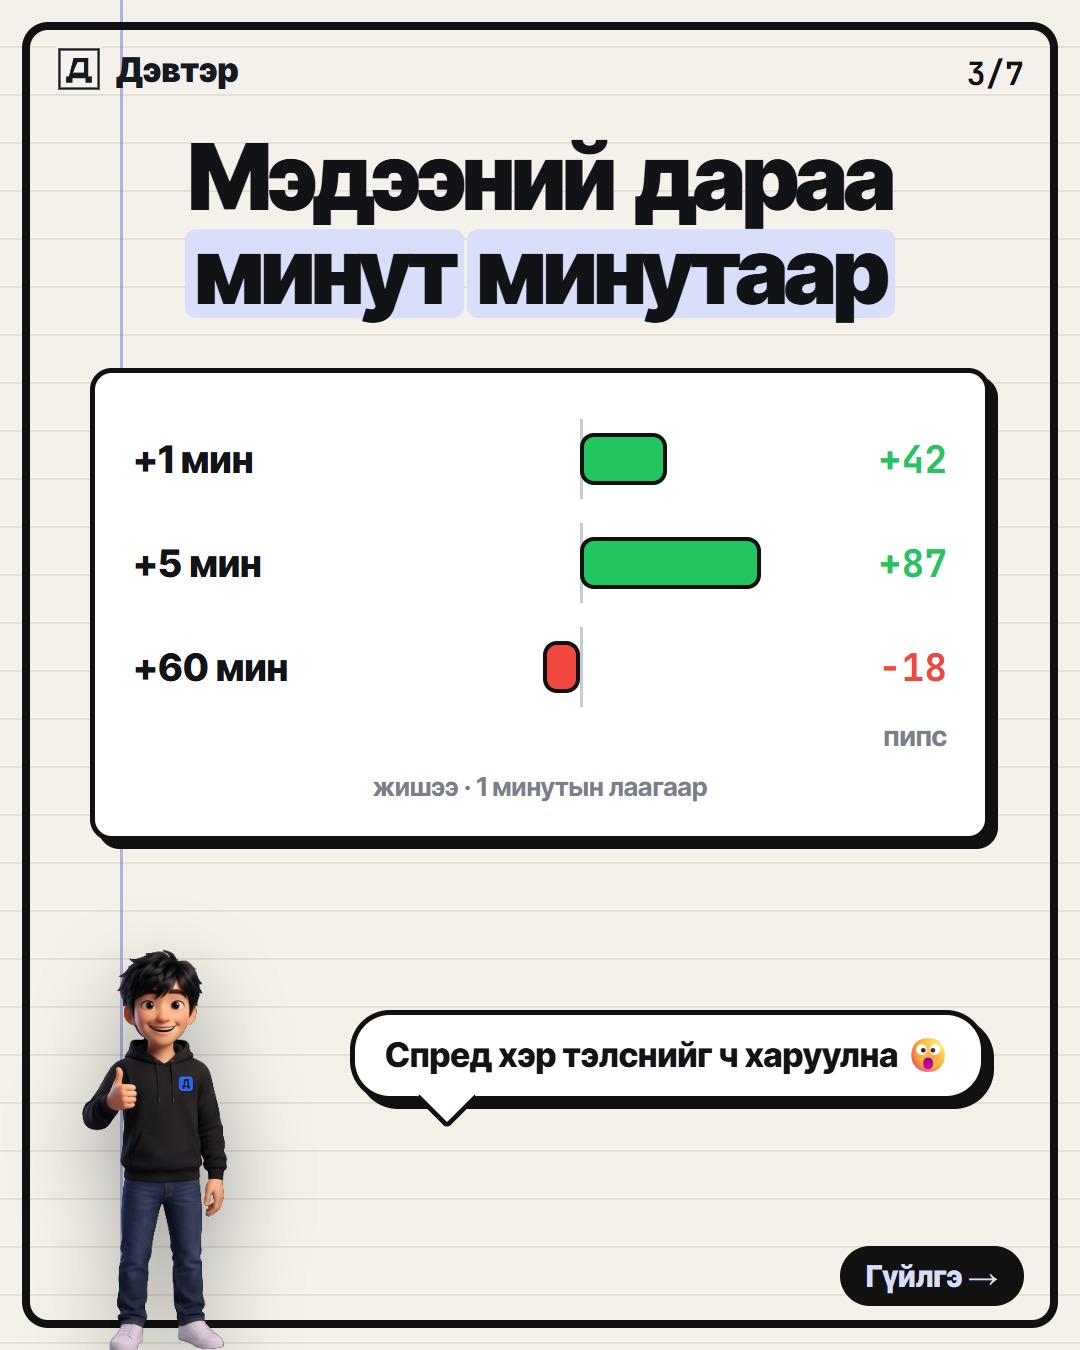 Д Дэвтэр
3/7
Мэдээний дараа
минут минутаар
+1 мин +42
+5 мин +87
+60 мин -18
пипс
жишээ · 1 минутын лаагаар
Д
Спред хэр тэлснийг ч харуулна 😲
Гүйлгэ →